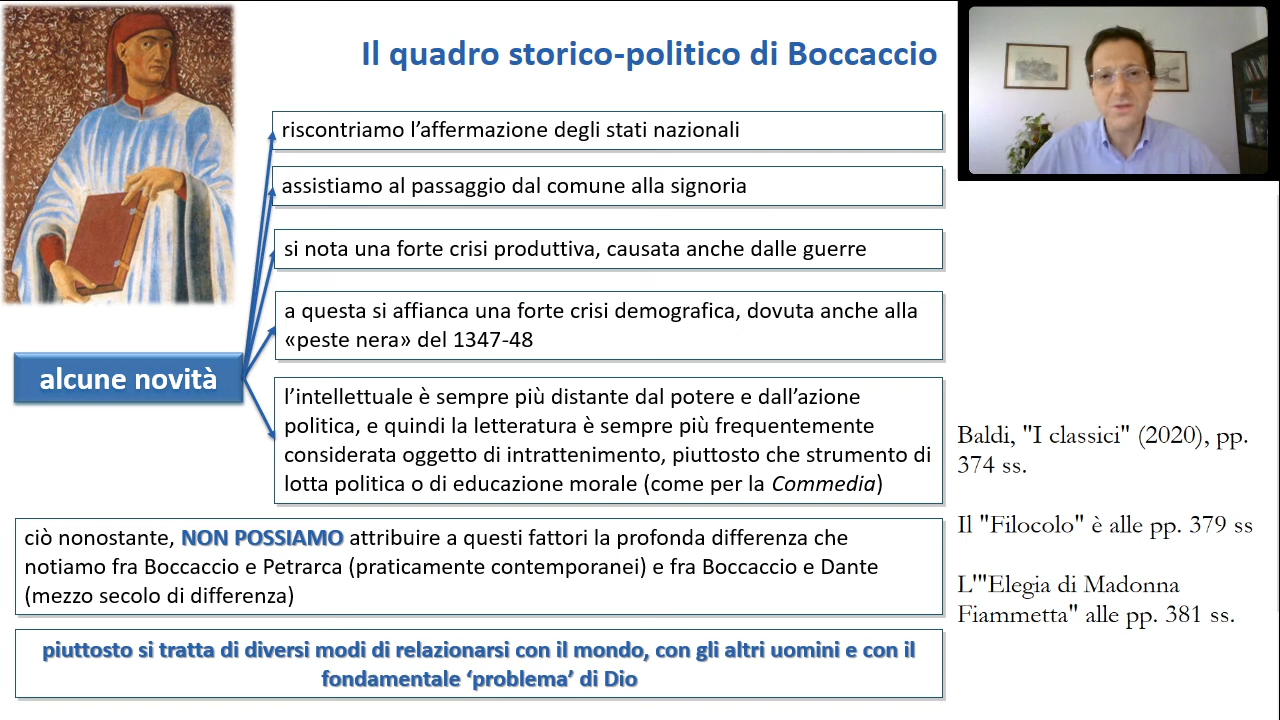 Il quadro storico-politico di Boccaccio
riscontriamo l’affermazione degli stati nazionali
assistiamo al passaggio dal comune alla signoria
si nota una forte crisi produttiva, causata anche dalle guerre
a questa si affianca una forte crisi demografica, dovuta anche alla
«peste nera» del 1347-48
alcune novità
l’intellettuale è sempre più distante dal potere e dall’azione
politica, e quindi la letteratura è sempre più frequentemente
considerata oggetto di intrattenimento, piuttosto che strumento di
lotta politica o di educazione morale (come per la Commedia)
ciò nonostante, NON POSSIAMO attribuire a questi fattori la profonda differenza che
notiamo fra Boccaccio e Petrarca (praticamente contemporanei) e fra Boccaccio e Dante
(mezzo secolo di differenza)
piuttosto si tratta di diversi modi di relazionarsi con il mondo, con gli altri uomini e con il
fondamentale ‘problema’ di Dio
Baldi, "I classici" (2020), pp.
374 ss.
Il "Filocolo" è alle pp. 379 ss
L'"Elegia di Madonna
Fiammetta" alle pp. 381 ss.